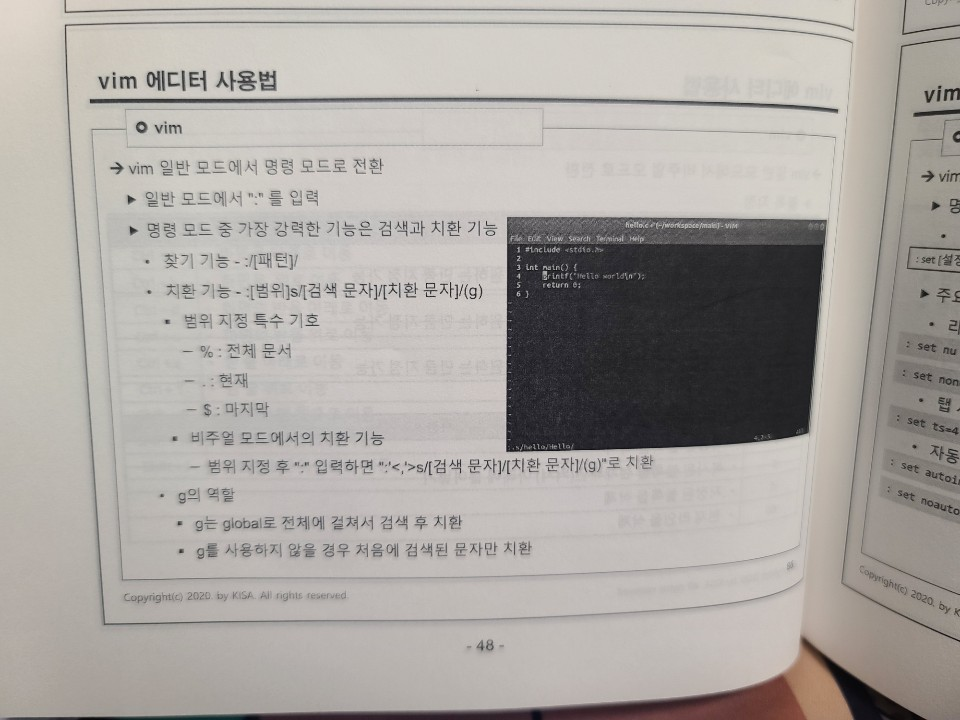 vim 에디터 사용법
vim
→ vim 일반 모드에서 명령 모드로 전환
▶ 일반 모드에서 ":" 를 입력
▶ 명령 모드 중 가장 강력한 기능은 검색과 치환 기능
• 찾기 기능 - :/[패턴]/
• 치환 기능 - :[범위]s/[검색 문자]/[치환 문자]/(g)
▪ 범위 지정 특수 기호
– % : 전체 문서
– . : 현재
– $ : 마지막
▪ 비주얼 모드에서의 치환 기능
– 범위 지정 후 ":" 입력하면 ":'<,'>s/[검색 문자]/[치환 문자]/(g)"로 치환
• g의 역할
▪ g는 global로 전체에 걸쳐서 검색 후 치환
▪ g를 사용하지 않을 경우 처음에 검색된 문자만 치환
hello.c + (~/workspace/main) - VIM
File Edit View Search Terminal Help
1 #include <stdio.h>
2
3 int main() {
4 printf("Hello world\n");
5 return 0;
6 }
:.s/hello/Hello/
Copyright(c) 2020. by KISA. All rights reserved.
- 48 -
vim
→ vim
▶ 명
: set [설정
▶ 주요
: set nu
: set non
• 탭
: set ts=4
• 자동
: set autoin
: set noauto
Copyright(c) 2020. by K